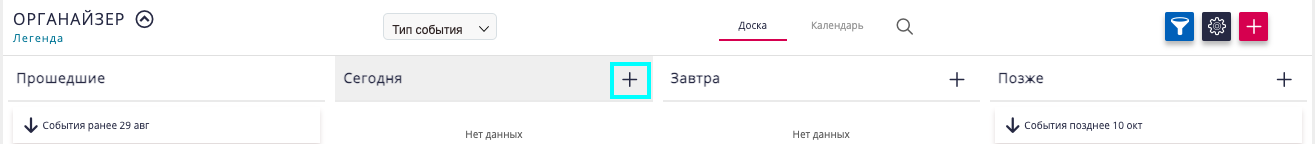 ОРГАНАЙЗЕР
Легенда
Тип события
Доска
Календарь
Прошедшие
Сегодня
Завтра
Позже
События ранее 29 авг
Нет данных
Нет данных
События позднее 10 окт